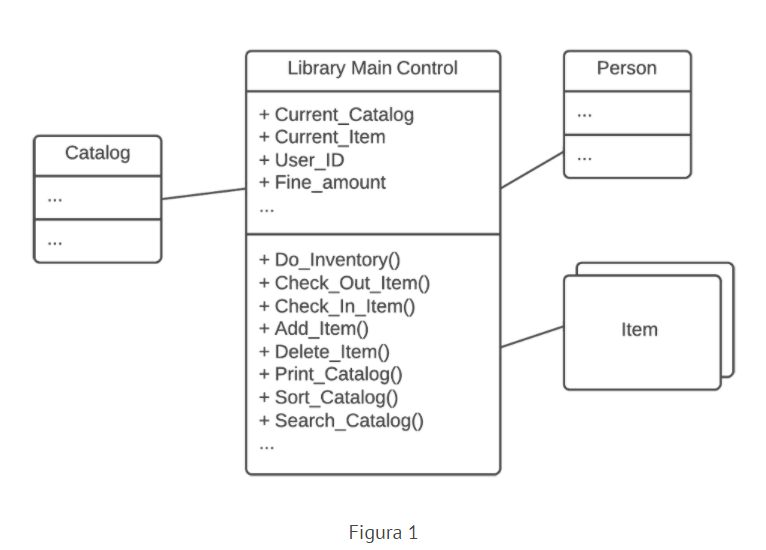 Catalog
...
...
Library Main Control
+ Current_Catalog
+ Current_Item
+ User_ID
+ Fine_amount
...
+ Do_Inventory()
+ Check_Out_Item()
+ Check_In_Item()
+ Add_Item()
+ Delete_Item()
+ Print_Catalog()
+ Sort_Catalog()
+ Search_Catalog()
...
Person
...
...
Item
Figura 1